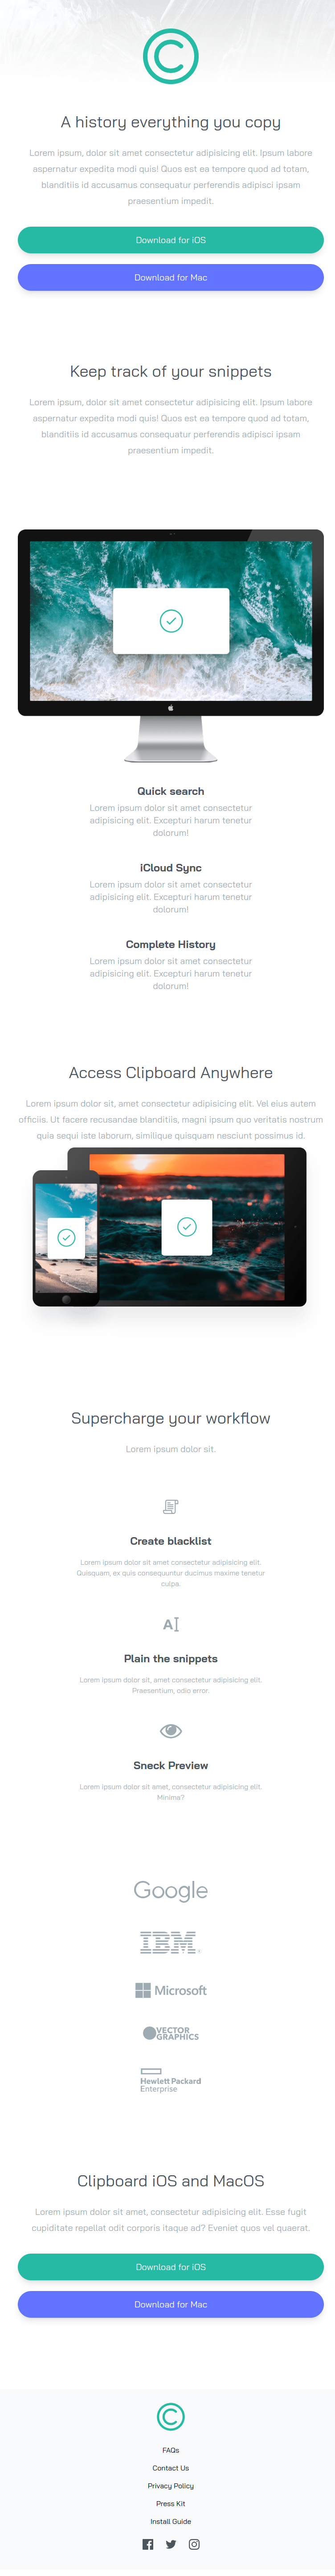 A history everything you copy
Lorem ipsum, dolor sit amet consectetur adipisicing elit. Ipsum labore
aspernatur expedita modi quis! Quos est ea tempore quod ad totam,
blanditiis id accusamus consequatur perferendis adipisci ipsam
praesentium impedit.
Download for iOS
Download for Mac
Keep track of your snippets
Lorem ipsum, dolor sit amet consectetur adipisicing elit. Ipsum labore
aspernatur expedita modi quis! Quos est ea tempore quod ad totam,
blanditiis id accusamus consequatur perferendis adipisci ipsam
praesentium impedit.
Quick search
Lorem ipsum dolor sit amet consectetur
adipisicing elit. Excepturi harum tenetur
dolorum!
iCloud Sync
Lorem ipsum dolor sit amet consectetur
adipisicing elit. Excepturi harum tenetur
dolorum!
Complete History
Lorem ipsum dolor sit amet consectetur
adipisicing elit. Excepturi harum tenetur
dolorum!
Access Clipboard Anywhere
Lorem ipsum dolor sit, amet consectetur adipisicing elit. Vel eius autem
officiis. Ut facere recusandae blanditiis, magni ipsum quo veritatis nostrum
quia sequi iste laborum, similique quisquam nesciunt possimus id.
Supercharge your workflow
Lorem ipsum dolor sit.
Create blacklist
Lorem ipsum dolor sit amet consectetur adipisicing elit.
Quisquam, ex quis consequuntur ducimus maxime tenetur
culpa.
A
Plain the snippets
Lorem ipsum dolor sit, amet consectetur adipisicing elit.
Praesentium, odio error.
Sneck Preview
Lorem ipsum dolor sit amet, consectetur adipisicing elit.
Minima?
Google
IBM
Microsoft
VECTOR
GRAPHICS
Hewlett Packard
Enterprise
Clipboard iOS and MacOS
Lorem ipsum dolor sit amet, consectetur adipisicing elit. Esse fugit
cupiditate repellat odit corporis itaque ad? Eveniet quos vel quaerat.
Download for iOS
Download for Mac
FAQs
Contact Us
Privacy Policy
Press Kit
Install Guide